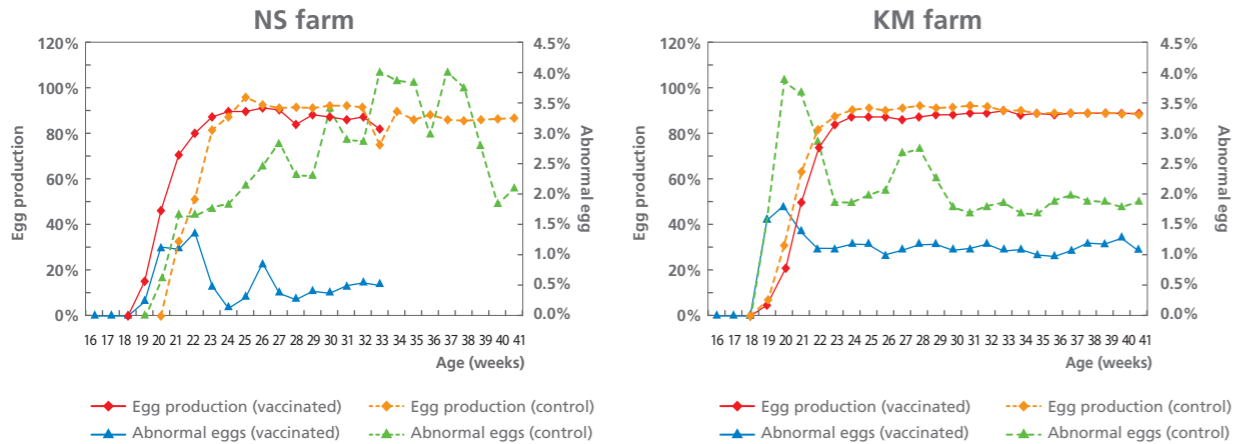 NS farm
120%
100%
80%
60%
40%
20%
0%
Egg production
4.5%
4.0%
3.5%
3.0%
2.5%
2.0%
1.5%
1.0%
0.5%
0.0%
Abnormal egg
16 17 18 19 20 21 22 23 24 25 26 27 28 29 30 31 32 33 34 35 36 37 38 39 40 41
Age (weeks)
Egg production (vaccinated)
Egg production (control)
Abnormal eggs (vaccinated)
Abnormal eggs (control)
KM farm
120%
100%
80%
60%
40%
20%
0%
Egg production
4.5%
4.0%
3.5%
3.0%
2.5%
2.0%
1.5%
1.0%
0.5%
0.0%
Abnormal egg
16 17 18 19 20 21 22 23 24 25 26 27 28 29 30 31 32 33 34 35 36 37 38 39 40 41
Age (weeks)
Egg production (vaccinated)
Egg production (control)
Abnormal eggs (vaccinated)
Abnormal eggs (control)